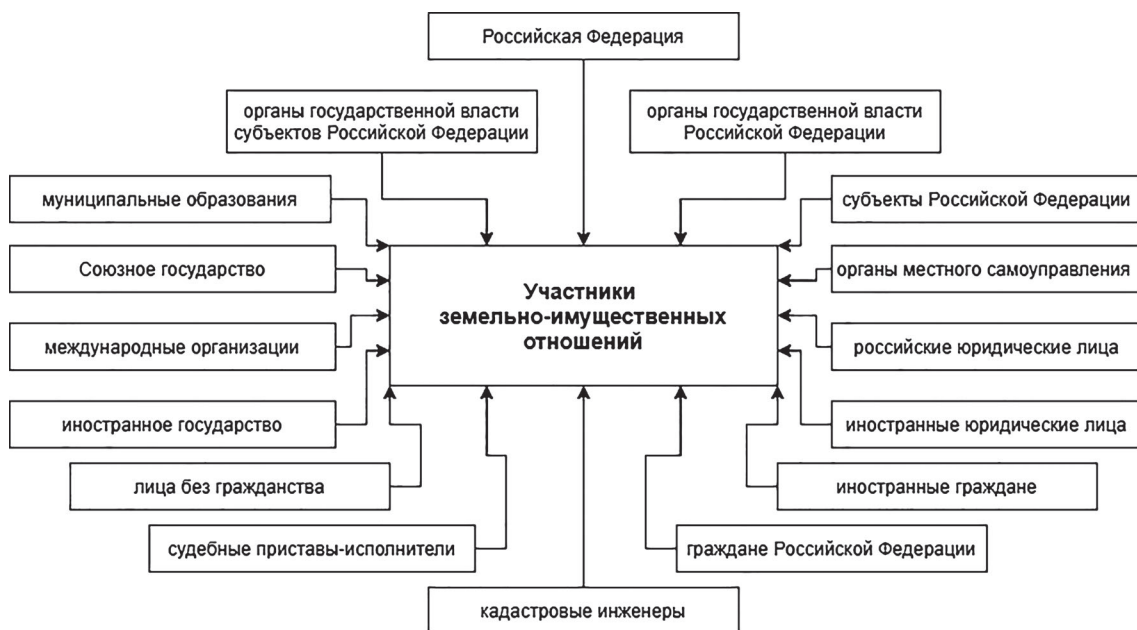 Российская Федерация
органы государственной власти
субъектов Российской Федерации
органы государственной власти
Российской Федерации
муниципальные образования
субъекты Российской Федерации
Союзное государство
органы местного самоуправления
Участники
земельно-имущественных
отношений
международные организации
российские юридические лица
иностранное государство
иностранные юридические лица
лица без гражданства
иностранные граждане
судебные приставы-исполнители
граждане Российской Федерации
кадастровые инженеры